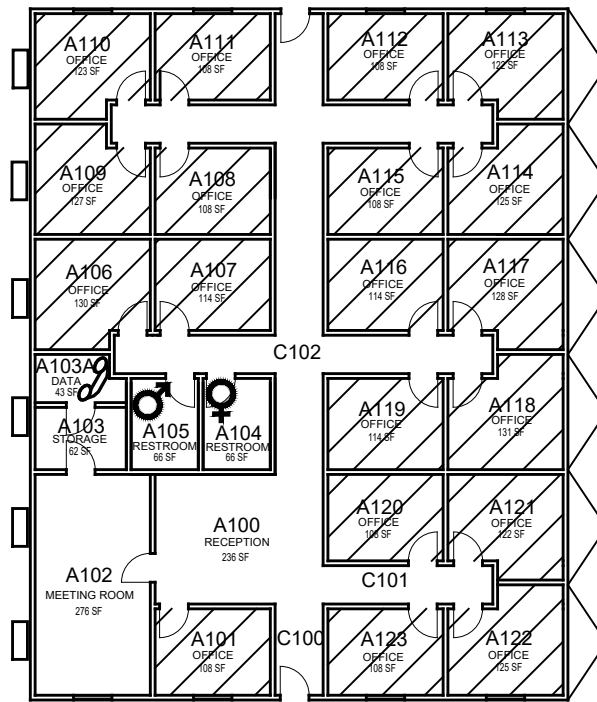 A110
OFFICE
123 SF
A111
OFFICE
108 SF
A112
OFFICE
108 SF
A113
OFFICE
122 SF
A109
OFFICE
127 SF
A108
OFFICE
108 SF
A115
OFFICE
108 SF
A114
OFFICE
125 SF
A106
OFFICE
130 SF
A107
OFFICE
114 SF
A116
OFFICE
114 SF
A117
OFFICE
128 SF
C102
A103A
DATA
43 SF
A103
STORAGE
62 SF
A105
RESTROOM
66 SF
A104
RESTROOM
66 SF
A119
OFFICE
114 SF
A118
OFFICE
131 SF
A120
OFFICE
108 SF
A121
OFFICE
122 SF
A100
RECEPTION
236 SF
A102
MEETING ROOM
276 SF
C101
A101
OFFICE
108 SF
C100
A123
OFFICE
108 SF
A122
OFFICE
125 SF